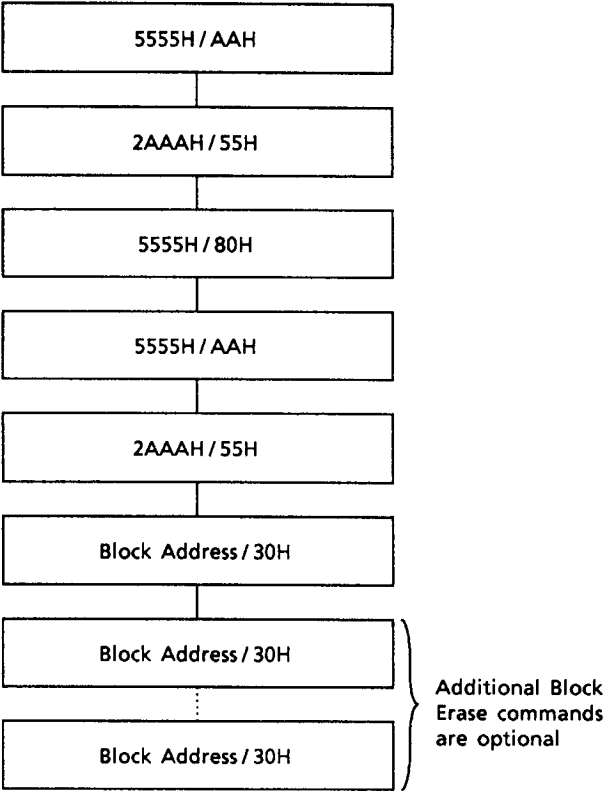 5555H / AAH
2AAAH / 55H
5555H / 80H
5555H / AAH
2AAAH / 55H
Block Address / 30H
Block Address / 30H
Additional Block
Erase commands
are optional
Block Address / 30H